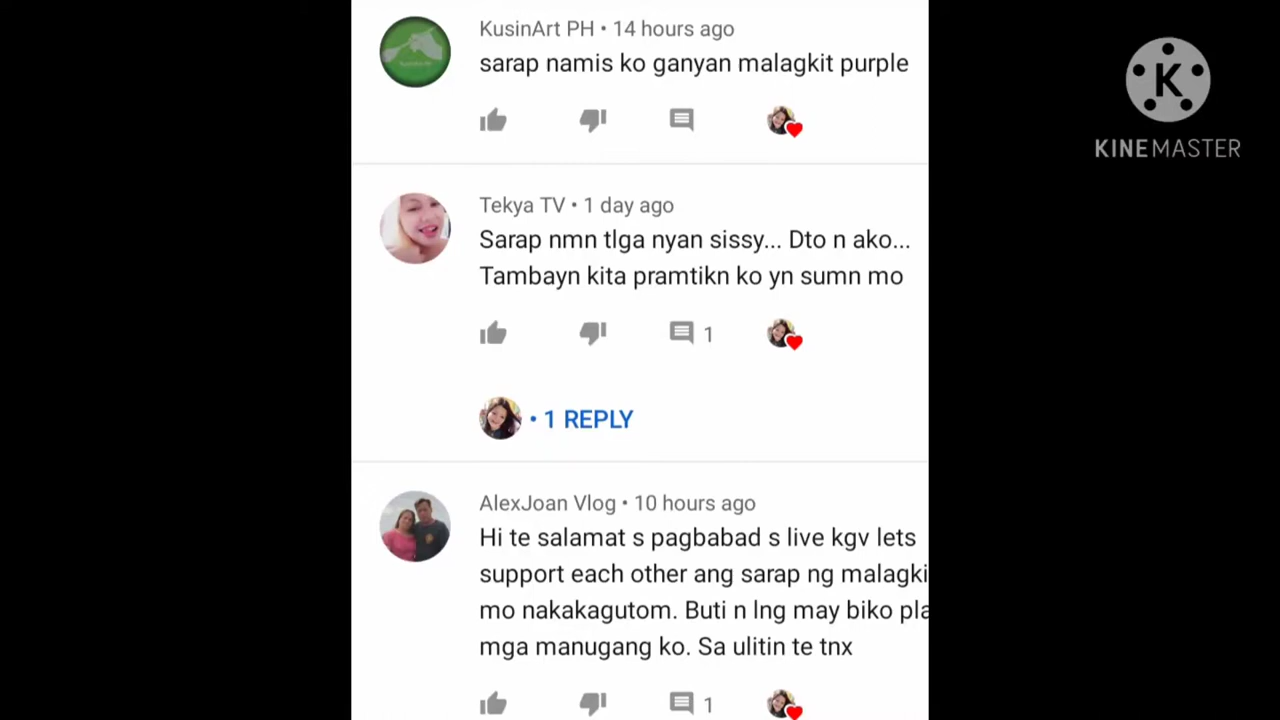 KusinArt PH • 14 hours ago
sarap namis ko ganyan malagkit purple
K
KINEMASTER
Tekya TV • 1 day ago
Sarap nmn tlga nyan sissy... Dto n ako...
Tambayn kita pramtikn ko yn sumn mo
1
• 1 REPLY
AlexJoan Vlog • 10 hours ago
Hi te salamat s pagbabad s live kgv lets
support each other ang sarap ng malagki
mo nakakagutom. Buti n lng may biko pla
mga manugang ko. Sa ulitin te tnx
1